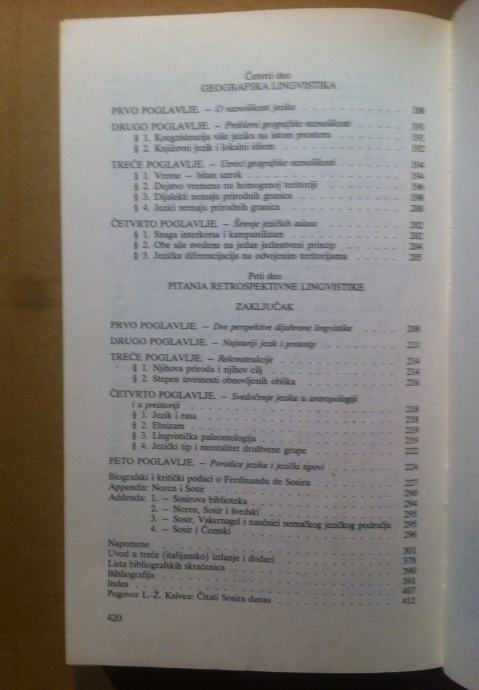 Četvrti deo
GEOGRAFSKA LINGVISTIKA
PRVO POGLAVLJE. — O raznolikosti jezika 188
DRUGO POGLAVLJE. — Problemi geografske raznolikosti 191
§ 1. Koegzistencija više jezika na istom prostoru 191
§ 2. Književni jezik i lokalni idiom 192
TREĆE POGLAVLJE. — Uzroci geografske raznolikosti 194
§ 1. Vreme — bitan uzrok 194
§ 2. Dejstvo vremena na homogenoj teritoriji 196
§ 3. Dijalekti nemaju prirodnih granica 198
§ 4. Jezici nemaju prirodnih granica 200
ČETVRTO POGLAVLJE. — Širenje jezičkih talasa 202
§ 1. Snaga interkorsa i kampanilizam 202
§ 2. Obe sile svedene na jedan jedinstveni princip 204
§ 3. Jezička diferencijacija na odvojenim teritorijama 205
Peti deo
PITANJA RETROSPEKTIVNE LINGVISTIKE
ZAKLJUČAK
PRVO POGLAVLJE. — Dve perspektive dijahrone lingvistike 208
DRUGO POGLAVLJE. — Najstariji jezik i prototip 211
TREĆE POGLAVLJE. — Rekonstrukcije 214
§ 1. Njihova priroda i njihov cilj 214
§ 2. Stepen izvesnosti obnovljenih oblika 216
ČETVRTO POGLAVLJE. — Svedočenje jezika u antropologiji
i u preistoriji 218
§ 1. Jezik i rasa 218
§ 2. Etnizam 219
§ 3. Lingvistička paleontologija 219
§ 4. Jezički tip i mentalitet društvene grupe 222
PETO POGLAVLJE. — Porodice jezika i jezički tipovi 224
Biografski i kritički podaci o Ferdinandu de Sosiru 227
Appendix: Noren i Sosir 290
Addenda: 1. — Sosirova biblioteka 294
2. — Noren, Sosir i švedski 295
3. — Sosir, Vakernagel i naučnici nemačkog jezičkog područja 295
4. — Sosir i Čomski 296
Napomene 301
Uvod u treće (italijansko) izdanje i dodaci 378
Lista bibliografskih skraćenica 390
Bibliografija 391
Index 407
Pogovor L.-Ž. Kalvea: Čitati Sosira danas 412
420